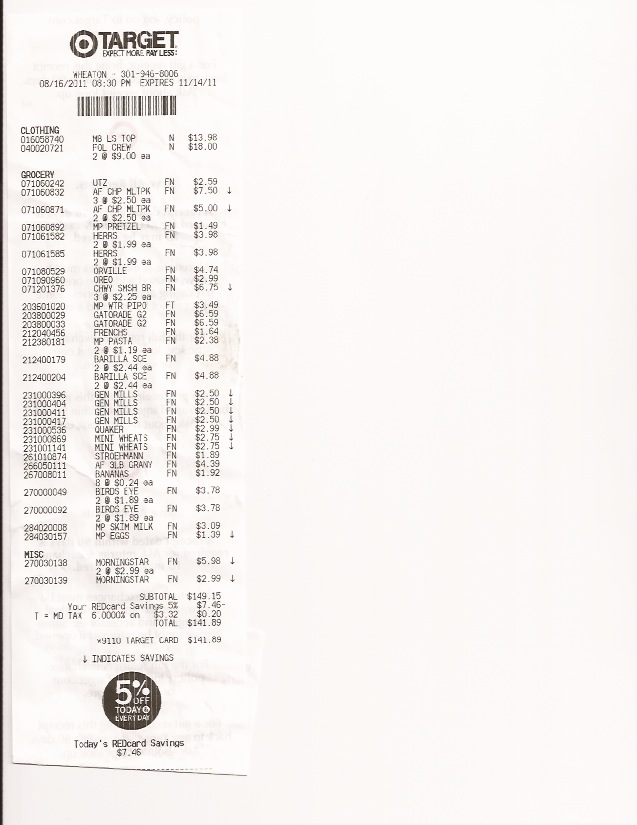 TARGET
EXPECT MORE. PAY LESS.
WHEATON - 301-946-8006
08/16/2011 08:30 PM EXPIRES 11/14/11
CLOTHING
016058740 MB LS TOP N $13.98
040020721 FOL CREW N $18.00
2 @ $9.00 ea
GROCERY
071060242 UTZ FN $2.59
071060832 AF CHP MLTPK FN $7.50 ↓
3 @ $2.50 ea
071060871 AF CHP MLTPK FN $5.00 ↓
2 @ $2.50 ea
071060892 MP PRETZEL FN $1.49
071061582 HERRS FN $3.98
2 @ $1.99 ea
071061585 HERRS FN $3.98
2 @ $1.99 ea
071080529 ORVILLE FN $4.74
071090960 OREO FN $2.99
071201376 CHWY SMSH BR FN $6.75 ↓
3 @ $2.25 ea
203601020 MP WTR PIPO FT $3.49
203800029 GATORADE G2 FN $6.59
203800033 GATORADE G2 FN $6.59
212040456 FRENCHS FN $1.64
212380181 MP PASTA FN $2.38
2 @ $1.19 ea
212400179 BARILLA SCE FN $4.88
2 @ $2.44 ea
212400204 BARILLA SCE FN $4.88
2 @ $2.44 ea
231000396 GEN MILLS FN $2.50 ↓
231000404 GEN MILLS FN $2.50 ↓
231000411 GEN MILLS FN $2.50 ↓
231000417 GEN MILLS FN $2.50 ↓
231000536 QUAKER FN $2.99 ↓
231000869 MINI WHEATS FN $2.75 ↓
231001141 MINI WHEATS FN $2.75 ↓
261010874 STROEHMANN FN $1.89
266050111 AF 3LB GRANY FN $4.39
267008011 BANANAS FN $1.92
8 @ $0.24 ea
270000049 BIRDS EYE FN $3.78
2 @ $1.89 ea
270000092 BIRDS EYE FN $3.78
2 @ $1.89 ea
284020008 MP SKIM MILK FN $3.09
284030157 MP EGGS FN $1.39 ↓
MISC
270030138 MORNINGSTAR FN $5.98 ↓
2 @ $2.99 ea
270030139 MORNINGSTAR FN $2.99 ↓
SUBTOTAL $149.15
Your REDcard Savings 5% $7.46-
T = MD TAX 6.0000% on $3.32 $0.20
TOTAL $141.89
*9110 TARGET CARD $141.89
↓ INDICATES SAVINGS
5%
OFF
TODAY &
EVERY DAY
Today's REDcard Savings
$7.46